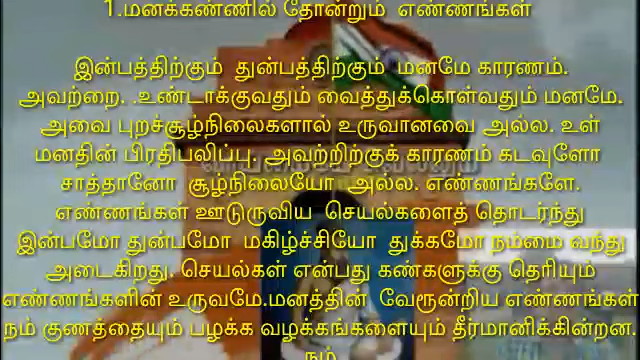 1.மனக்கண்ணில் தோன்றும் எண்ணங்கள்
இன்பத்திற்கும் துன்பத்திற்கும் மனமே காரணம்.
அவற்றை. .உண்டாக்குவதும் வைத்துக்கொள்வதும் மனமே.
அவை புறச்சூழ்நிலைகளால் உருவானவை அல்ல. உள்
மனதின் பிரதிபலிப்பு. அவற்றிற்குக் காரணம் கடவுளோ
சாத்தானோ சூழ்நிலையோ அல்ல. எண்ணங்களே.
எண்ணங்கள் ஊடுருவிய செயல்களைத் தொடர்ந்து
இன்பமோ துன்பமோ மகிழ்ச்சியோ துக்கமோ நம்மை வந்து
அடைகிறது. செயல்கள் என்பது கண்களுக்கு தெரியும்
எண்ணங்களின் உருவமே.மனத்தின் வேரூன்றிய எண்ணங்கள்
நம் குணத்தையும் பழக்க வழக்கங்களையும் தீர்மானிக்கின்றன.
நம்